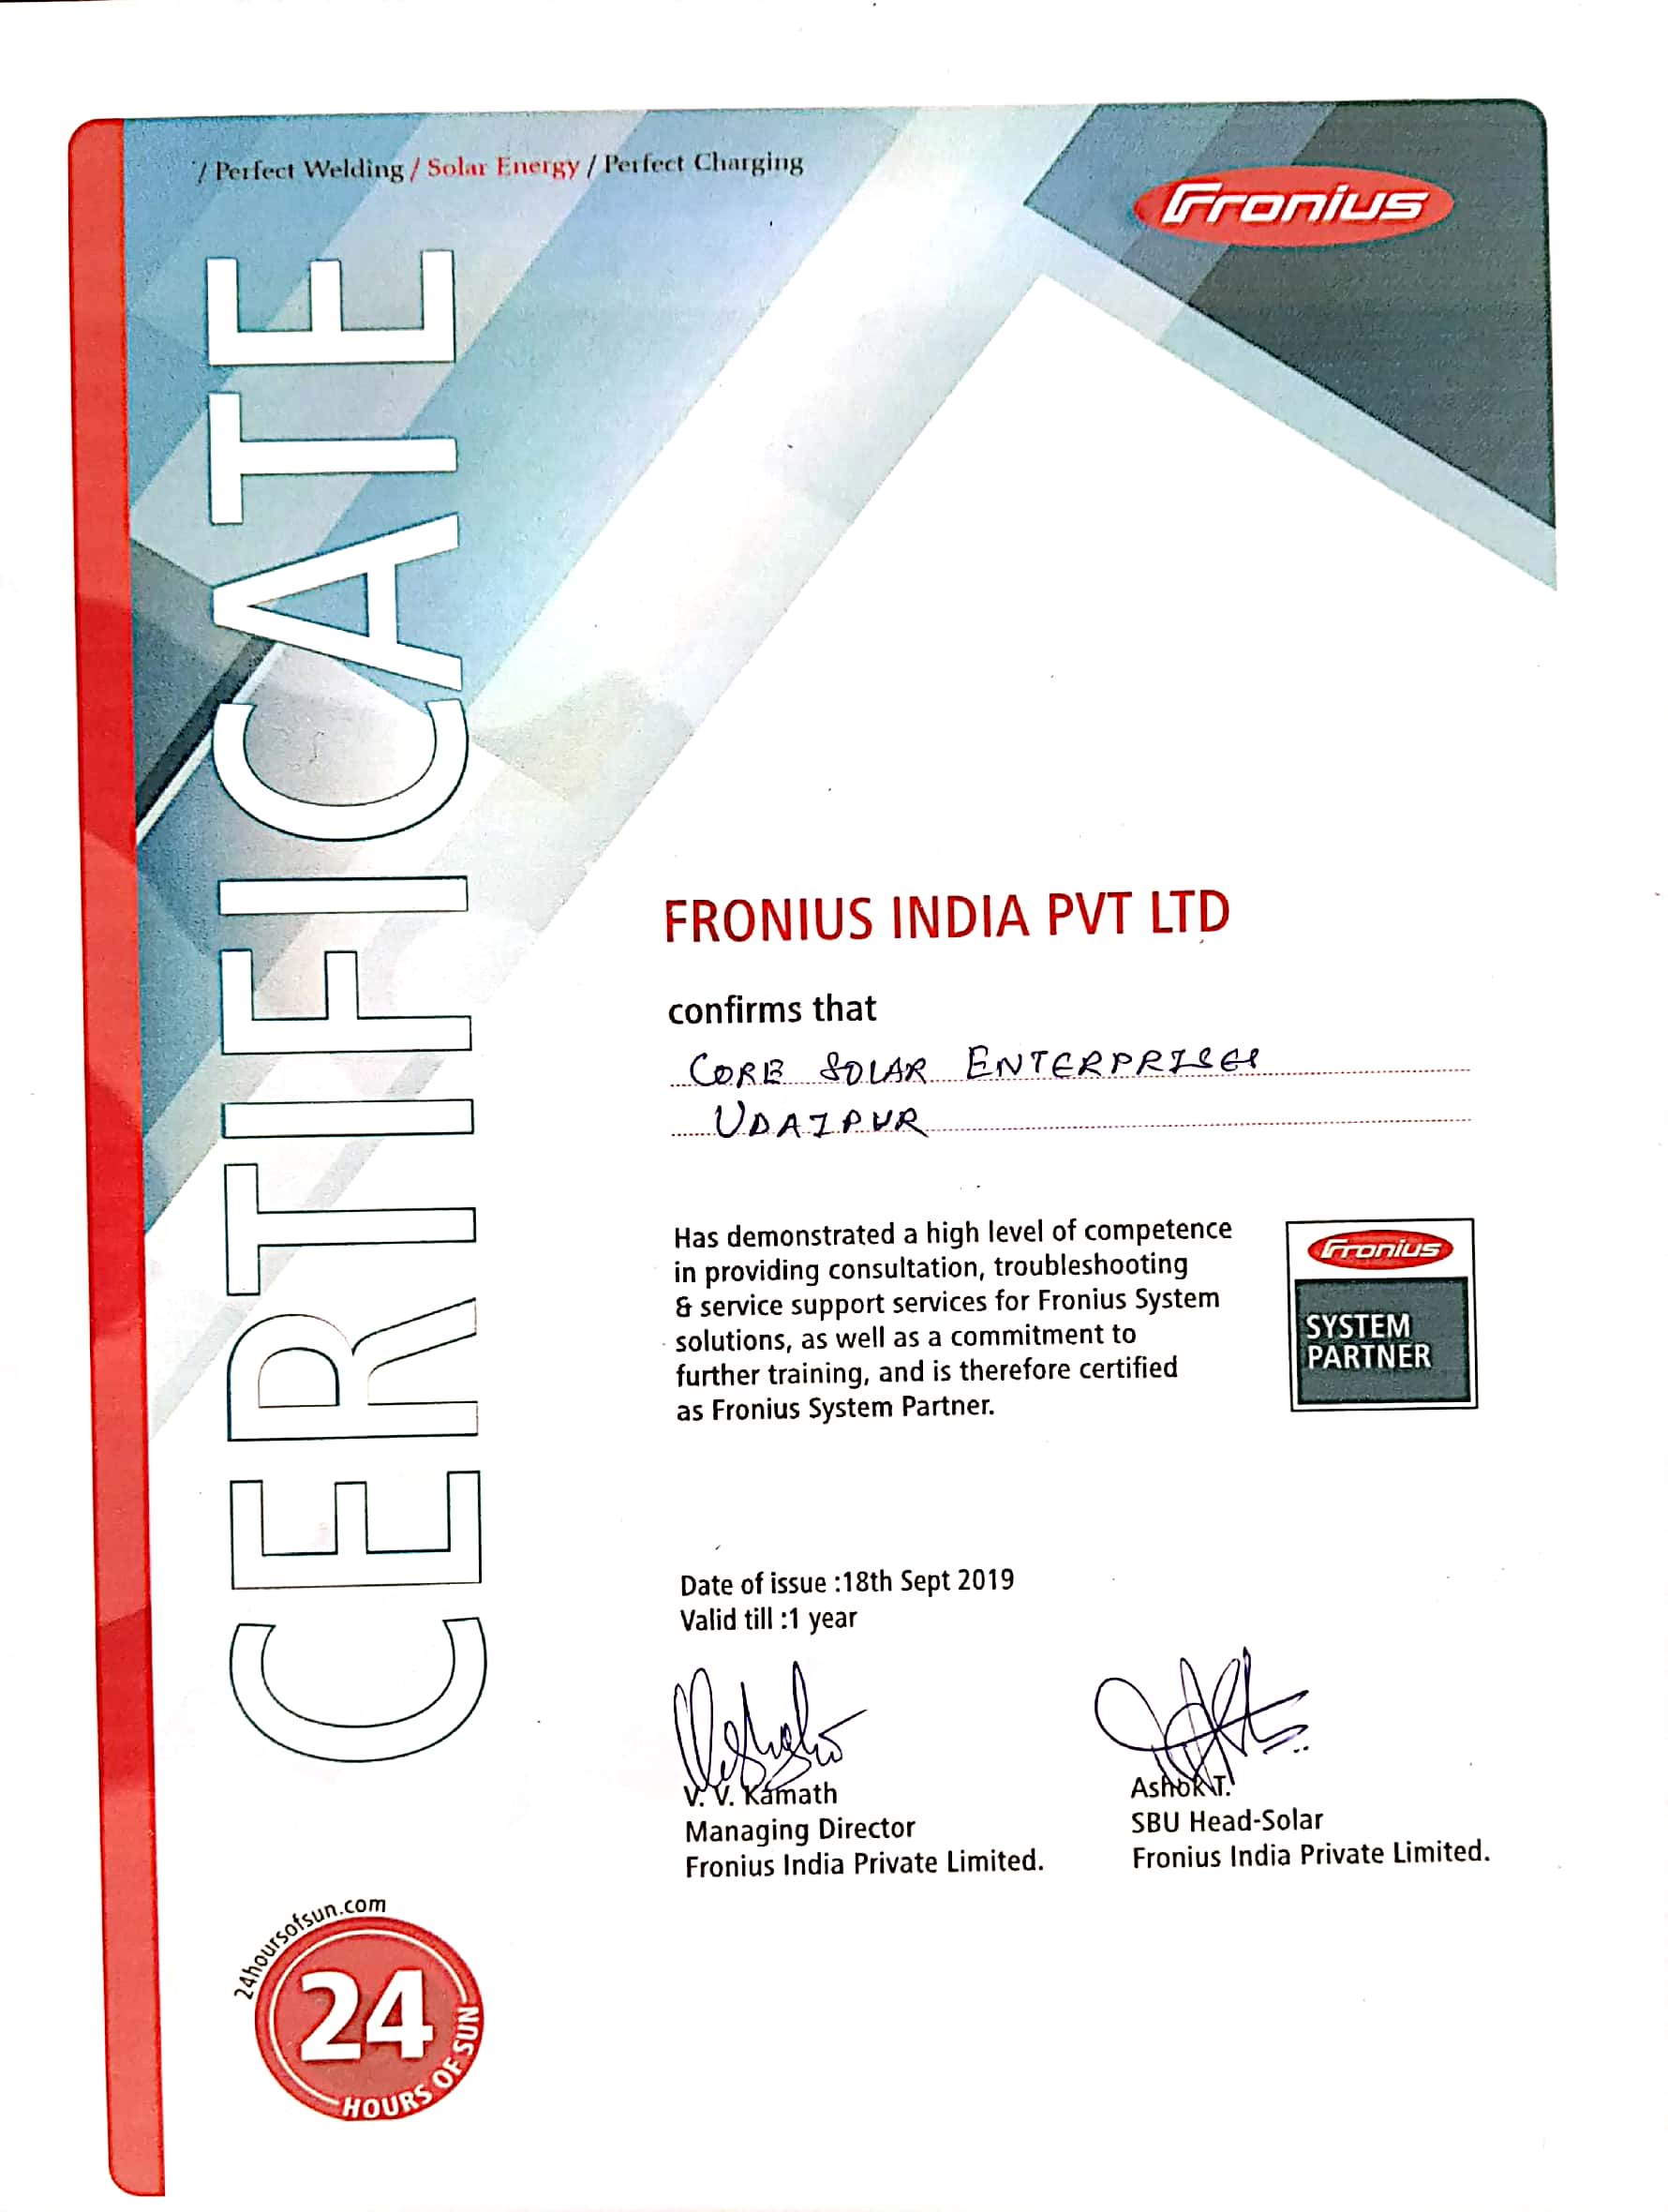 / Perfect Welding / Solar Energy / Perfect Charging
Fronius
CERTIFICATE
FRONIUS INDIA PVT LTD
confirms that
CORE SOLAR ENTERPRISES
UDAIPUR
Has demonstrated a high level of competence
in providing consultation, troubleshooting
& service support services for Fronius System
solutions, as well as a commitment to
further training, and is therefore certified
as Fronius System Partner.
Fronius
SYSTEM
PARTNER
Date of issue :18th Sept 2019
Valid till :1 year
V. V. Kamath
Managing Director
Fronius India Private Limited.
Ashok T.
SBU Head-Solar
Fronius India Private Limited.
24hoursofsun.com
24
HOURS OF SUN